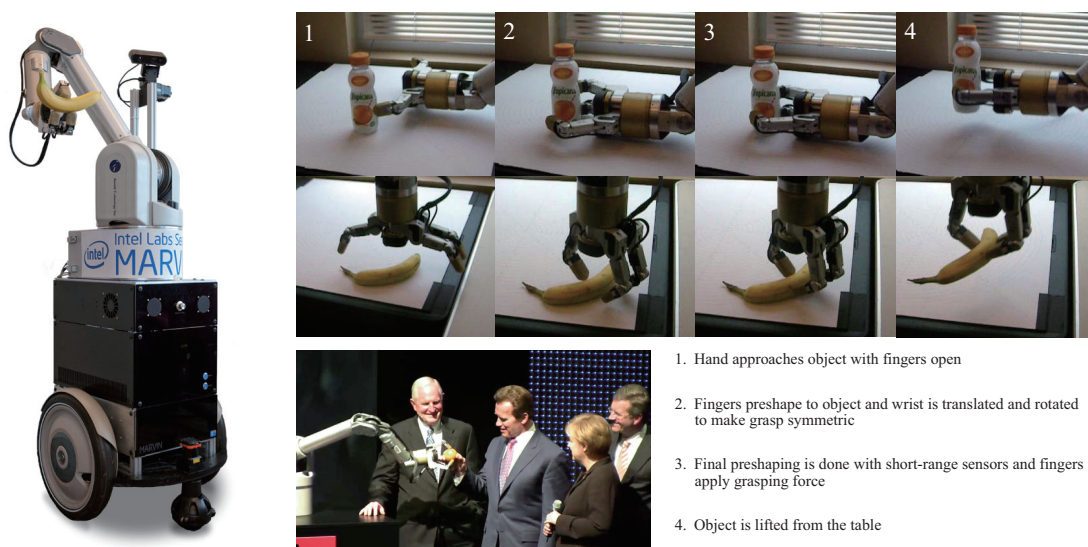 1
2
3
4
intel
Intel Labs Se
MARV
MARVIN
1. Hand approaches object with fingers open
2. Fingers preshape to object and wrist is translated and rotated
to make grasp symmetric
3. Final preshaping is done with short-range sensors and fingers
apply grasping force
4. Object is lifted from the table